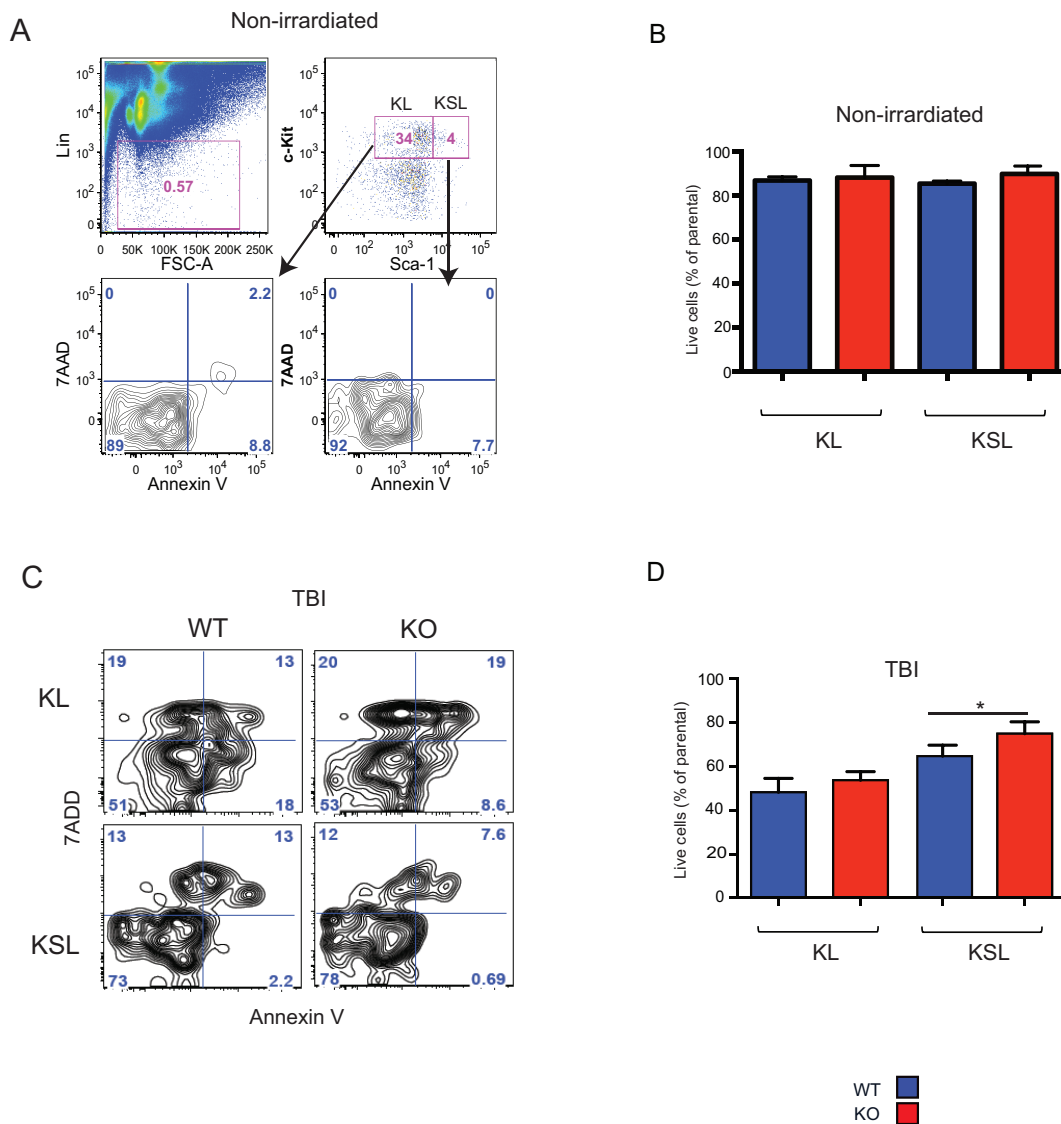 A
Non-irrardiated
Lin
10^5
10^4
10^3
10^2
0
0.57
0 50K 100K 150K 200K 250K
FSC-A
c-Kit
10^5
10^4
10^3
10^2
0
KL KSL
34 4
0 10^2 10^3 10^4 10^5
Sca-1
7AAD
10^5
10^4
10^3
0
0 2.2
89 8.8
0 10^3 10^4 10^5
Annexin V
7AAD
10^5
10^4
10^3
0
0 0
92 7.7
0 10^3 10^4 10^5
Annexin V
B
Non-irrardiated
Live cells (% of parental)
100
80
60
40
20
0
KL KSL
C
TBI
WT KO
KL
19 13
51 18
20 19
53 8.6
7ADD
KSL
13 13
73 2.2
12 7.6
78 0.69
Annexin V
D
TBI
Live cells (% of parental)
100
80
60
40
20
0
*
KL KSL
WT
KO